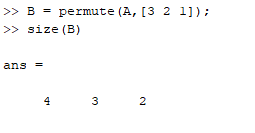 >> B = permute(A,[3 2 1]);
>> size(B)
ans =
4 3 2